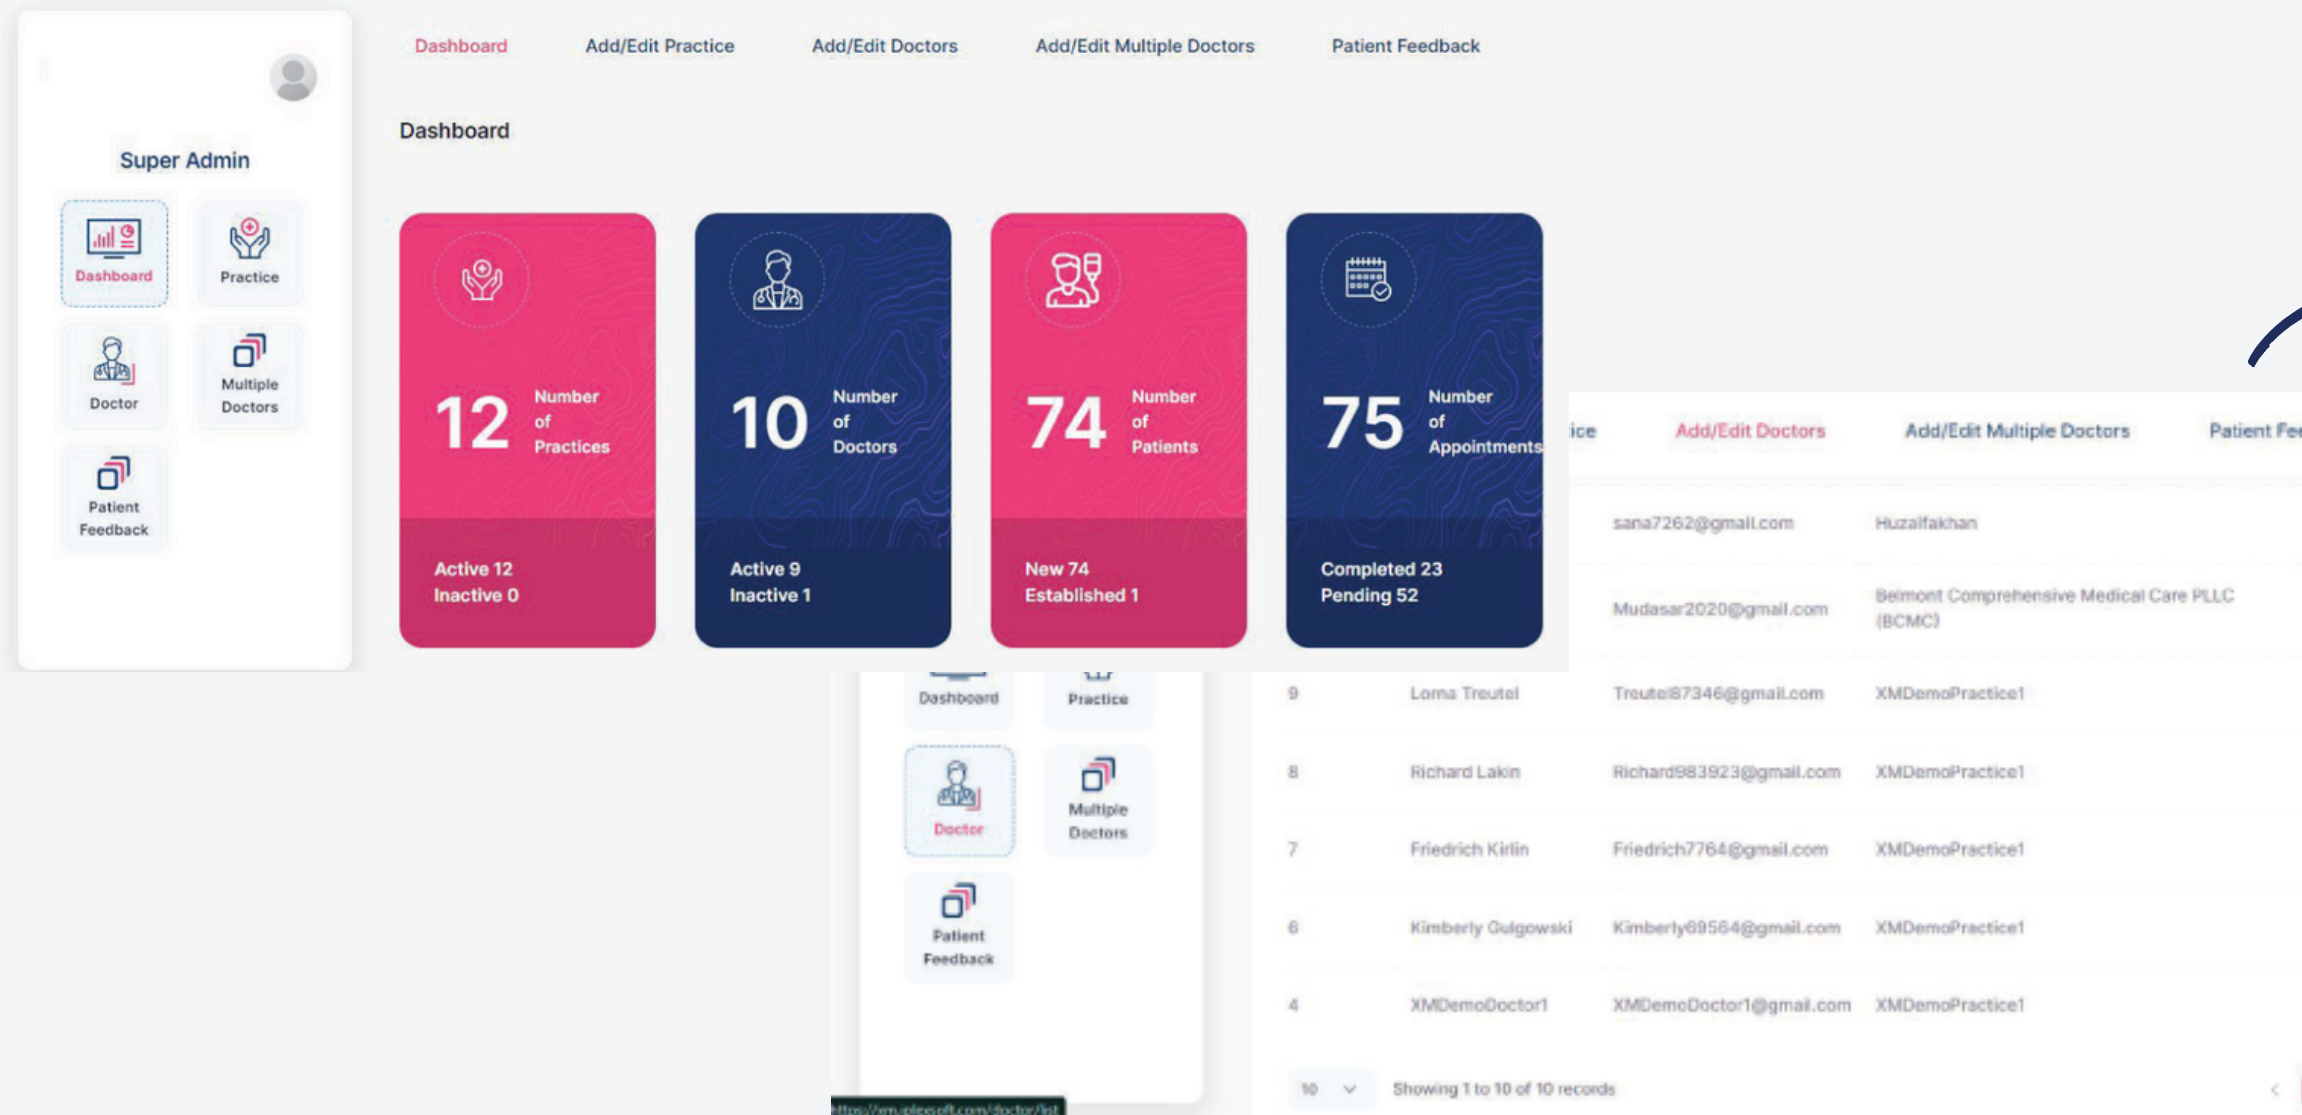 Dashboard
Add/Edit Practice
Add/Edit Doctors
Add/Edit Multiple Doctors
Patient Feedback
Super Admin
Dashboard
Practice
Doctor
Multiple
Doctors
Patient
Feedback
Dashboard
12
Number
of
Practices
Active 12
Inactive 0
10
Number
of
Doctors
Active 9
Inactive 1
74
Number
of
Patients
New 74
Established 1
75
Number
of
Appointments
Completed 23
Pending 52
ice
Add/Edit Doctors
Add/Edit Multiple Doctors
Patient Fee
sana7262@gmail.com
Huzaifakhan
Mudasar2020@gmail.com
Belmont Comprehensive Medical Care PLLC
(BCMC)
Dashboard
Practice
Doctor
Multiple
Doctors
Patient
Feedback
9 Lorna Treutel Treutel87346@gmail.com XMDemoPractice1
8 Richard Lakin Richard983923@gmail.com XMDemoPractice1
7 Friedrich Kirlin Friedrich7764@gmail.com XMDemoPractice1
6 Kimberly Gulgowski Kimberly69564@gmail.com XMDemoPractice1
4 XMDemoDoctor1 XMDemoDoctor1@gmail.com XMDemoPractice1
10
Showing 1 to 10 of 10 records